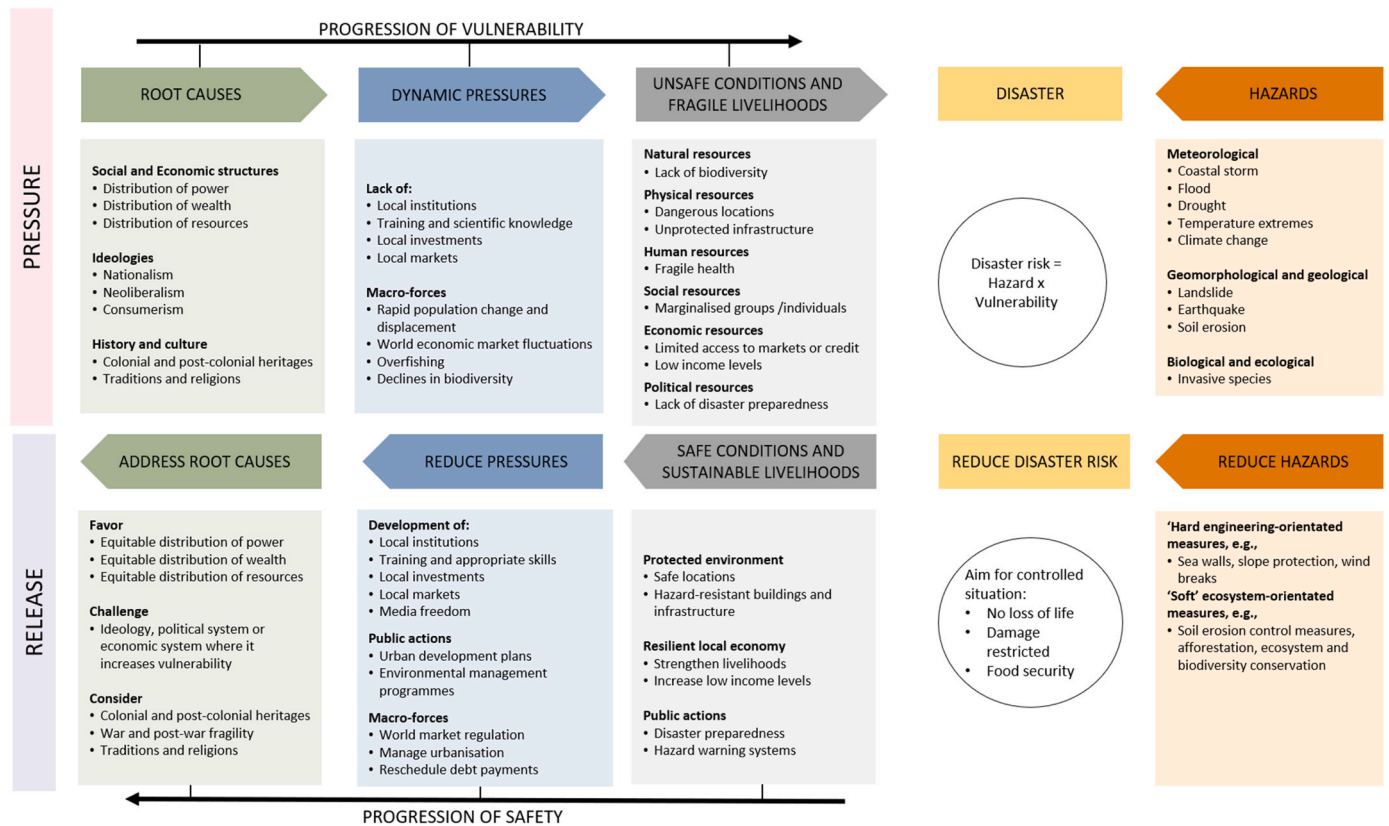 PROGRESSION OF VULNERABILITY
PRESSURE
ROOT CAUSES
Social and Economic structures
• Distribution of power
• Distribution of wealth
• Distribution of resources
Ideologies
• Nationalism
• Neoliberalism
• Consumerism
History and culture
• Colonial and post-colonial heritages
• Traditions and religions
DYNAMIC PRESSURES
Lack of:
• Local institutions
• Training and scientific knowledge
• Local investments
• Local markets
Macro-forces
• Rapid population change and
displacement
• World economic market fluctuations
• Overfishing
• Declines in biodiversity
UNSAFE CONDITIONS AND
FRAGILE LIVELIHOODS
Natural resources
• Lack of biodiversity
Physical resources
• Dangerous locations
• Unprotected infrastructure
Human resources
• Fragile health
Social resources
• Marginalised groups /individuals
Economic resources
• Limited access to markets or credit
• Low income levels
Political resources
• Lack of disaster preparedness
DISASTER
Disaster risk =
Hazard x
Vulnerability
HAZARDS
Meteorological
• Coastal storm
• Flood
• Drought
• Temperature extremes
• Climate change
Geomorphological and geological
• Landslide
• Earthquake
• Soil erosion
Biological and ecological
• Invasive species
RELEASE
ADDRESS ROOT CAUSES
Favor
• Equitable distribution of power
• Equitable distribution of wealth
• Equitable distribution of resources
Challenge
• Ideology, political system or
economic system where it
increases vulnerability
Consider
• Colonial and post-colonial heritages
• War and post-war fragility
• Traditions and religions
REDUCE PRESSURES
Development of:
• Local institutions
• Training and appropriate skills
• Local investments
• Local markets
• Media freedom
Public actions
• Urban development plans
• Environmental management
programmes
Macro-forces
• World market regulation
• Manage urbanisation
• Reschedule debt payments
SAFE CONDITIONS AND
SUSTAINABLE LIVELIHOODS
Protected environment
• Safe locations
• Hazard-resistant buildings and
infrastructure
Resilient local economy
• Strengthen livelihoods
• Increase low income levels
Public actions
• Disaster preparedness
• Hazard warning systems
REDUCE DISASTER RISK
Aim for controlled
situation:
• No loss of life
• Damage
restricted
• Food security
REDUCE HAZARDS
‘Hard engineering-orientated
measures, e.g.,
• Sea walls, slope protection, wind
breaks
‘Soft’ ecosystem-orientated
measures, e.g.,
• Soil erosion control measures,
afforestation, ecosystem and
biodiversity conservation
PROGRESSION OF SAFETY